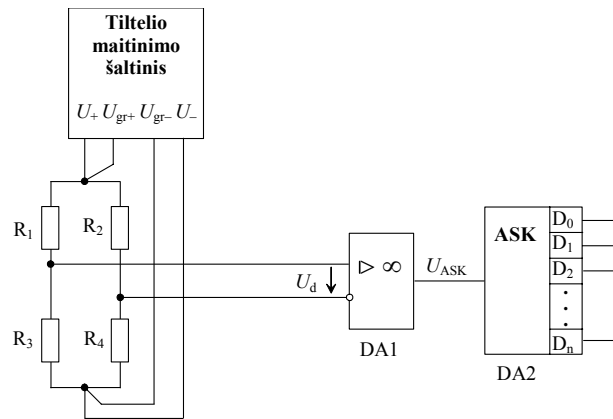 Tiltelio
maitinimo
šaltinis
U+ Ugr+ Ugr– U–
R1
R2
R3
R4
Ud
▷ ∞
DA1
UASK
ASK
D0
D1
D2
Dn
DA2